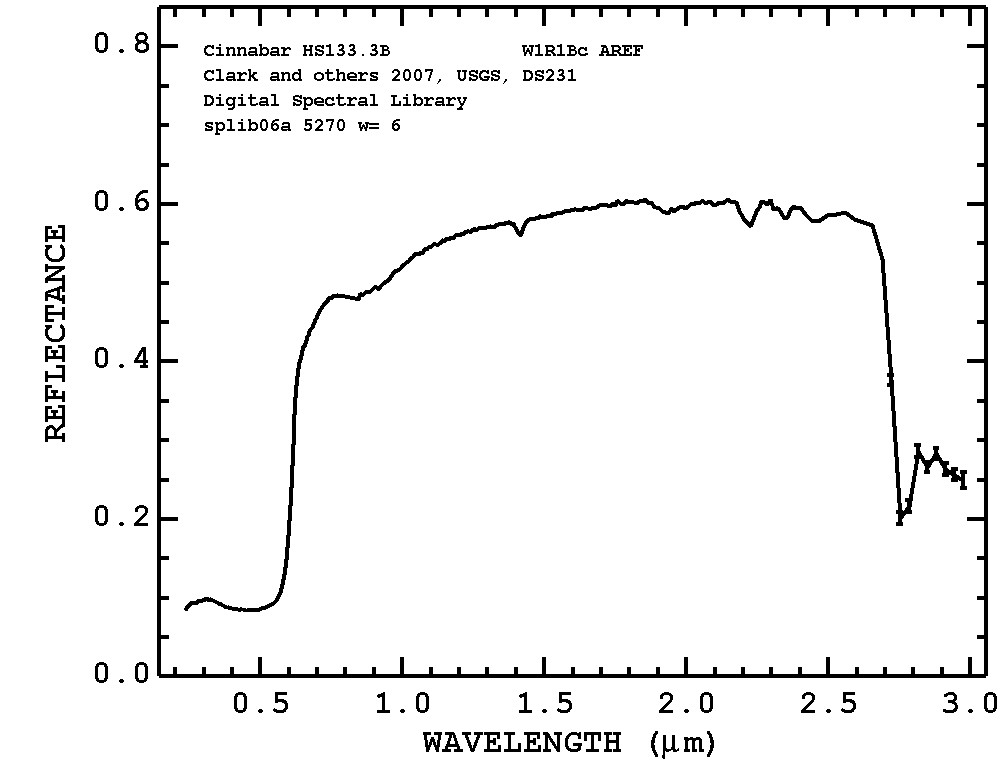 Cinnabar HS133.3B W1R1Bc AREF
Clark and others 2007, USGS, DS231
Digital Spectral Library
splib06a 5270 w= 6
REFLECTANCE
0.8
0.6
0.4
0.2
0.0
0.5 1.0 1.5 2.0 2.5 3.0
WAVELENGTH (μm)